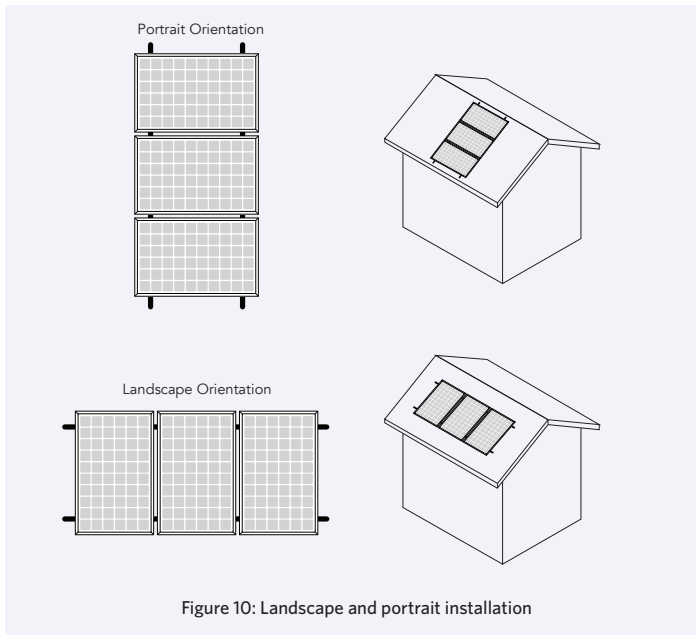 Portrait Orientation
Landscape Orientation
Figure 10: Landscape and portrait installation